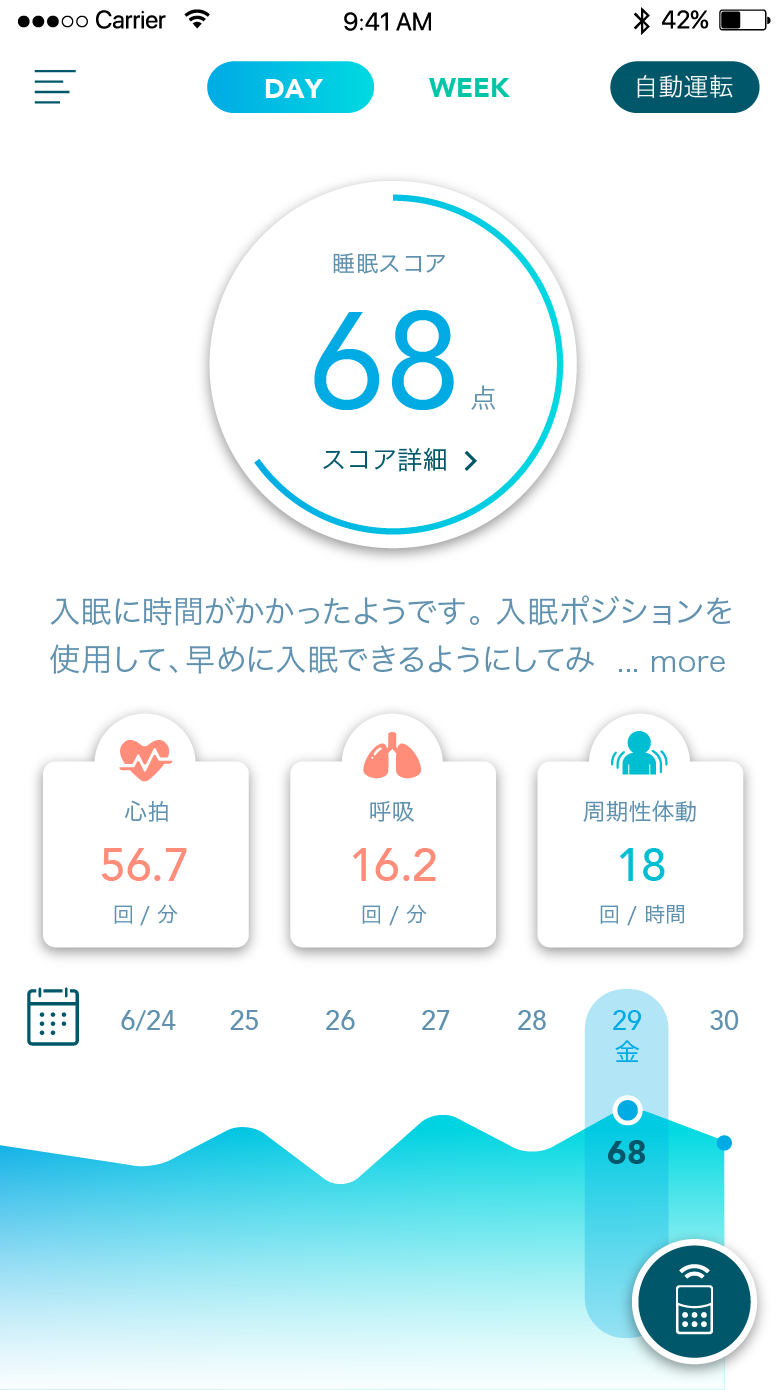 ●●●○○ Carrier 9:41 AM 42%
DAY WEEK 自動運転
睡眠スコア
68 点
スコア詳細 >
入眠に時間がかかったようです。入眠ポジションを
使用して、早めに入眠できるようにしてみ ... more
心拍 呼吸 周期性体動
56.7 16.2 18
回 / 分 回 / 分 回 / 時間
6/24 25 26 27 28 29 30
金
68